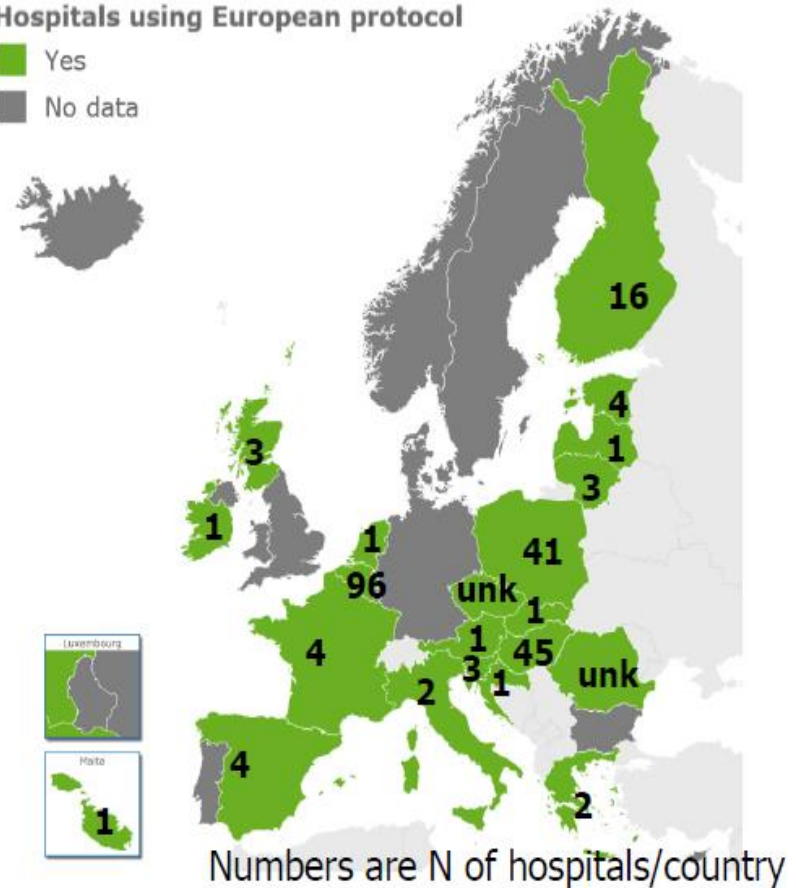 Hospitals using European protocol
Yes
No data
16
4
1
3
3
1
1
41
96
unk
1
1
45
4
3
1
unk
2
Luxembourg
4
Malta
1
2
Numbers are N of hospitals/country